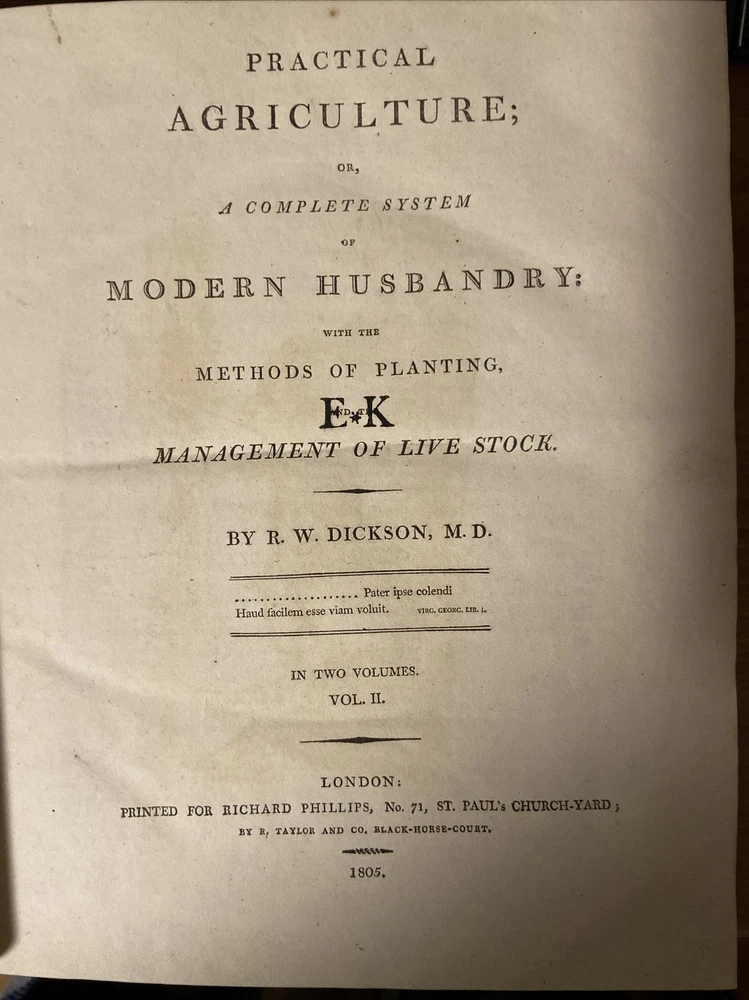 PRACTICAL
AGRICULTURE;
OR,
A COMPLETE SYSTEM
OF
MODERN HUSBANDRY:
WITH THE
METHODS OF PLANTING,
E★K
MANAGEMENT OF LIVE STOCK.
BY R. W. DICKSON, M. D.
.................... Pater ipse colendi
Haud facilem esse viam voluit. VIRG. GEORG. LIB. I.
IN TWO VOLUMES.
VOL. II.
LONDON:
PRINTED FOR RICHARD PHILLIPS, No. 71, ST. PAUL's CHURCH-YARD;
BY R. TAYLOR AND CO. BLACK-HORSE-COURT.
1805.